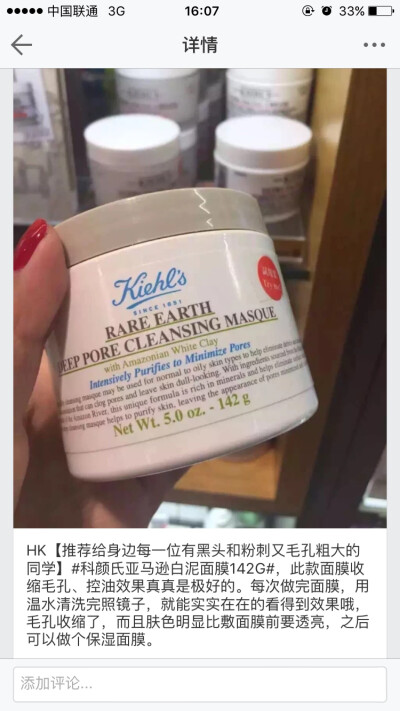 中国联通 3G 16:07 33%
详情
Kiehl's
SINCE 1851
RARE EARTH
DEEP PORE CLEANSING MASQUE
with Amazonian White Clay
Intensively Purifies to Minimize Pores
Net Wt. 5.0 oz. - 142 g
HK【推荐给身边每一位有黑头和粉刺又毛孔粗大的
同学】#科颜氏亚马逊白泥面膜142G#，此款面膜收
缩毛孔、控油效果真真是极好的。每次做完面膜，用
温水清洗完照镜子，就能实实在在的看得到效果哦，
毛孔收缩了，而且肤色明显比敷面膜前要透亮，之后
可以做个保湿面膜。
添加评论...